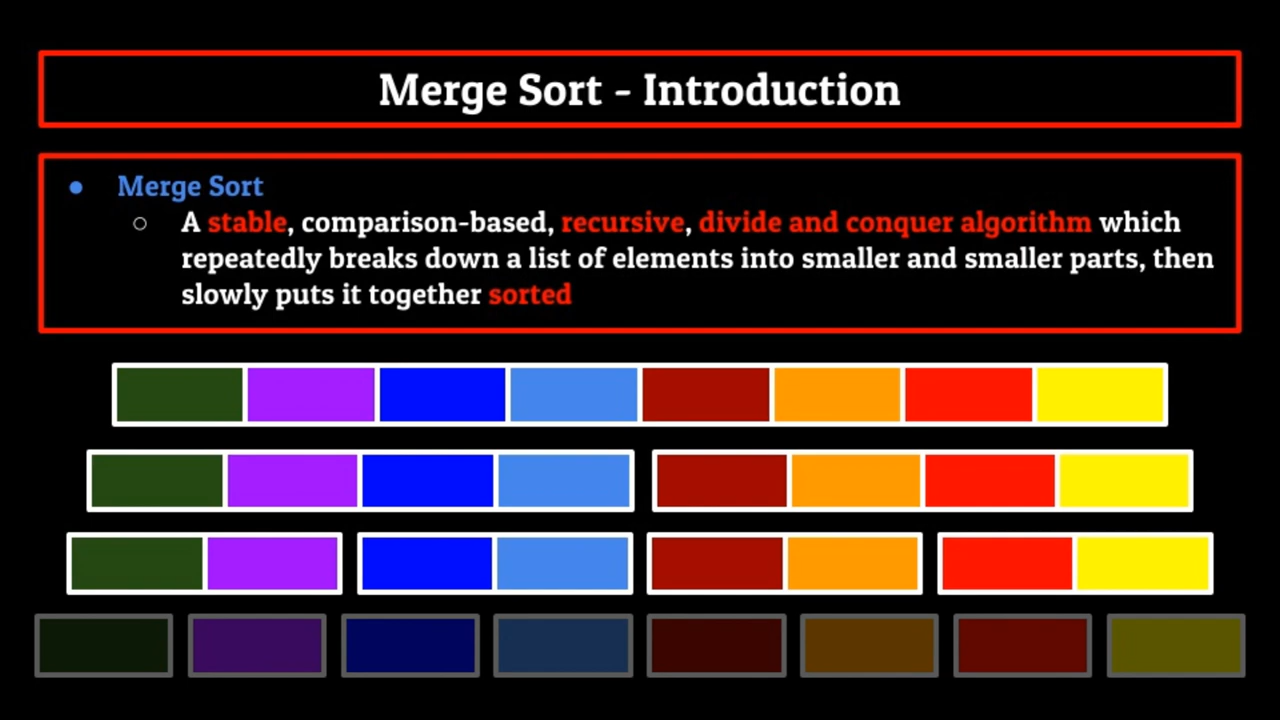 Merge Sort - Introduction
● Merge Sort
○ A stable, comparison-based, recursive, divide and conquer algorithm which
repeatedly breaks down a list of elements into smaller and smaller parts, then
slowly puts it together sorted